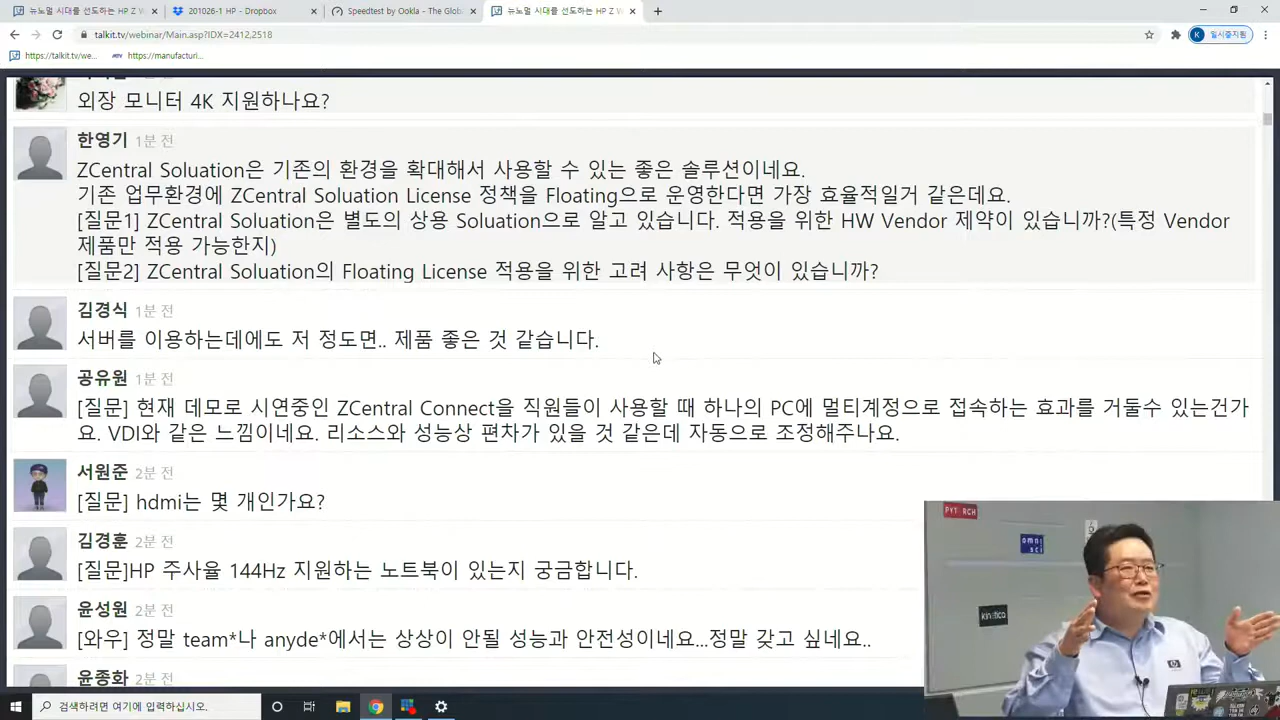 뉴노멀 시대를 선도하는 HP Z W
201026-1 HP - Dropbox
Speedtest by Ookla - The Globa
뉴노멀 시대를 선도하는 HP Z W
talkit.tv/webinar/Main.asp?IDX=2412,2518
K 일시중지됨
https://talkit.tv/we...
https://manufacturi...
외장 모니터 4K 지원하나요?
한영기 1분 전
ZCentral Soluation은 기존의 환경을 확대해서 사용할 수 있는 좋은 솔루션이네요.
기존 업무환경에 ZCentral Soluation License 정책을 Floating으로 운영한다면 가장 효율적일거 같은데요.
[질문1] ZCentral Soluation은 별도의 상용 Soluation으로 알고 있습니다. 적용을 위한 HW Vendor 제약이 있습니까?(특정 Vendor
제품만 적용 가능한지)
[질문2] ZCentral Soluation의 Floating License 적용을 위한 고려 사항은 무엇이 있습니까?
김경식 1분 전
서버를 이용하는데에도 저 정도면.. 제품 좋은 것 같습니다.
공유원 1분 전
[질문] 현재 데모로 시연중인 ZCentral Connect을 직원들이 사용할 때 하나의 PC에 멀티계정으로 접속하는 효과를 거둘수 있는건가
요. VDI와 같은 느낌이네요. 리소스와 성능상 편차가 있을 것 같은데 자동으로 조정해주나요.
서원준 2분 전
[질문] hdmi는 몇 개인가요?
김경훈 2분 전
[질문]HP 주사율 144Hz 지원하는 노트북이 있는지 궁금합니다.
윤성원 2분 전
[와우] 정말 team*나 anyde*에서는 상상이 안될 성능과 안전성이네요...정말 갖고 싶네요..
윤종화 2분 전
PYT RCH
omni
sci
kinetica
hp
검색하려면 여기에 입력하십시오.